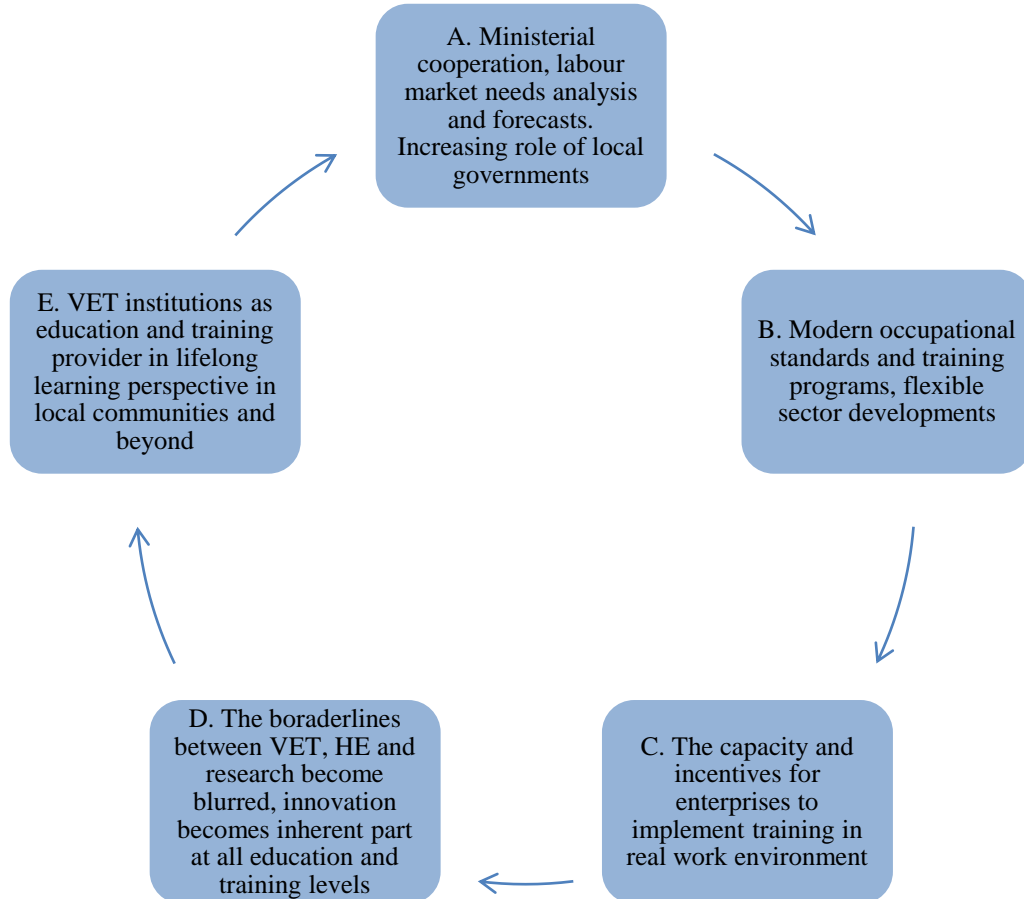 A. Ministerial
cooperation, labour
market needs analysis
and forecasts.
Increasing role of local
governments
B. Modern occupational
standards and training
programs, flexible
sector developments
C. The capacity and
incentives for
enterprises to
implement training in
real work environment
D. The boraderlines
between VET, HE and
research become
blurred, innovation
becomes inherent part
at all education and
training levels
E. VET institutions as
education and training
provider in lifelong
learning perspective in
local communities and
beyond